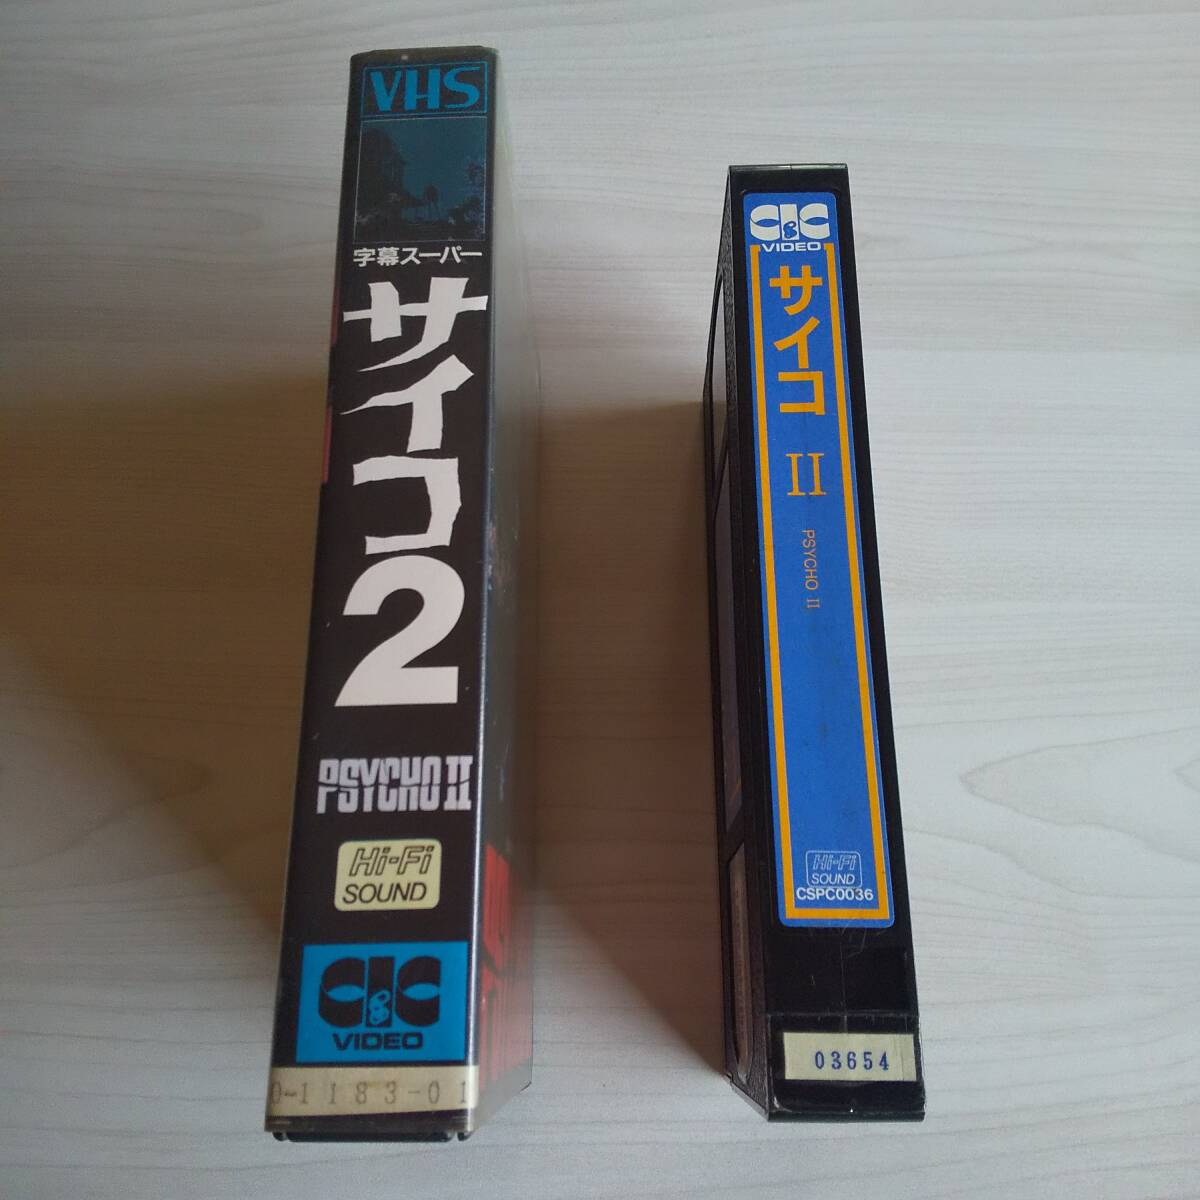 VHS
字幕スーパー
サイコ2
PSYCHO II
Hi-Fi
SOUND
CIC &
VIDEO
0-1183-01
CIC &
VIDEO
サイコ II
PSYCHO II
Hi-Fi
SOUND
CSPC0036
03654